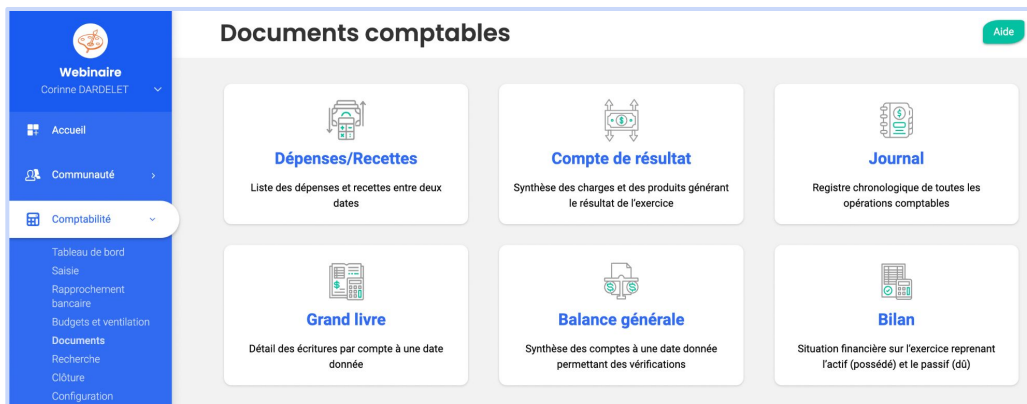 Webinaire
Corinne DARDELET
Accueil
Communauté
Comptabilité
Tableau de bord
Saisie
Rapprochement
bancaire
Budgets et ventilation
Documents
Recherche
Clôture
Configuration
Documents comptables
Aide
Dépenses/Recettes
Liste des dépenses et recettes entre deux
dates
Compte de résultat
Synthèse des charges et des produits générant
le résultat de l'exercice
Journal
Registre chronologique de toutes les
opérations comptables
Grand livre
Détail des écritures par compte à une date
donnée
Balance générale
Synthèse des comptes à une date donnée
permettant des vérifications
Bilan
Situation financière sur l'exercice reprenant
l'actif (possédé) et le passif (dû)